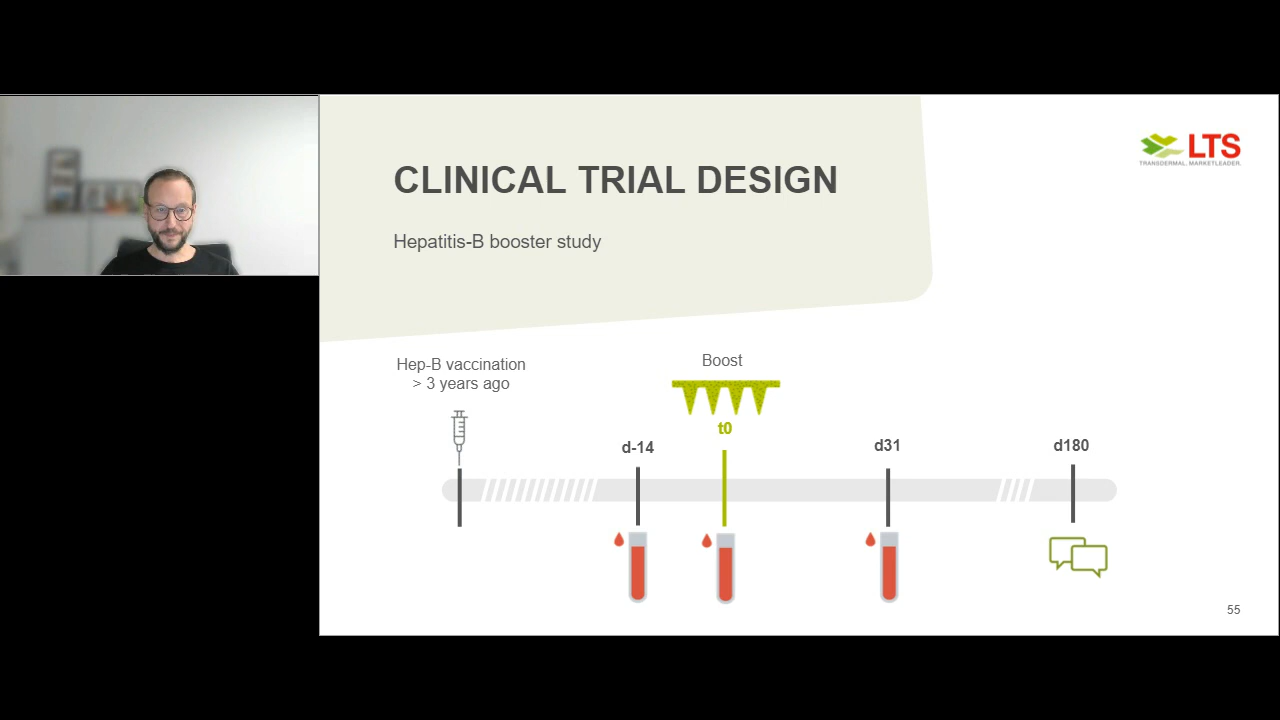 LTS
TRANSDERMAL. MARKETLEADER.
CLINICAL TRIAL DESIGN
Hepatitis-B booster study
Hep-B vaccination
> 3 years ago
Boost
t0
d-14
d31
d180
55